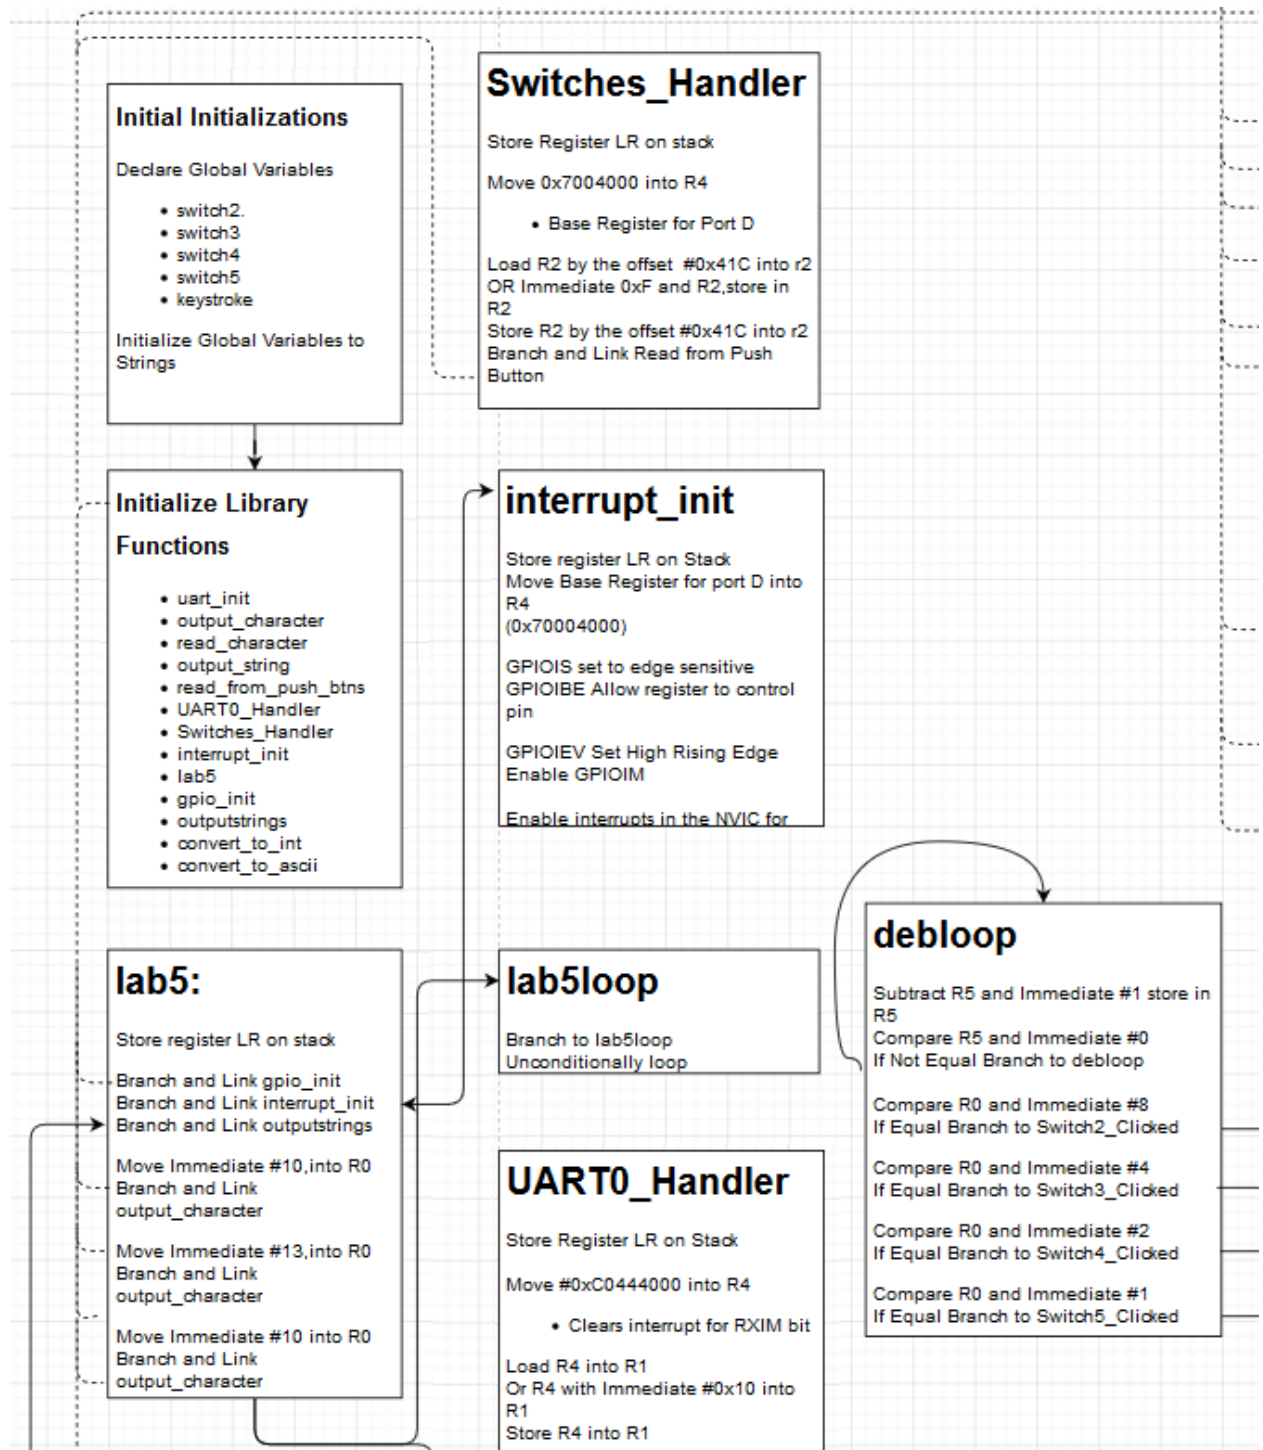 Initial Initializations
Declare Global Variables
• switch2.
• switch3
• switch4
• switch5
• keystroke
Initialize Global Variables to
Strings
Switches_Handler
Store Register LR on stack
Move 0x7004000 into R4
• Base Register for Port D
Load R2 by the offset #0x41C into r2
OR Immediate 0xF and R2,store in
R2
Store R2 by the offset #0x41C into r2
Branch and Link Read from Push
Button
Initialize Library
Functions
• uart_init
• output_character
• read_character
• output_string
• read_from_push_btns
• UART0_Handler
• Switches_Handler
• interrupt_init
• lab5
• gpio_init
• outputstrings
• convert_to_int
• convert_to_ascii
interrupt_init
Store register LR on Stack
Move Base Register for port D into
R4
(0x70004000)
GPIOIS set to edge sensitive
GPIOIBE Allow register to control
pin
GPIOIEV Set High Rising Edge
Enable GPIOIM
Enable interrupts in the NVIC for
lab5:
Store register LR on stack
Branch and Link gpio_init
Branch and Link interrupt_init
Branch and Link outputstrings
Move Immediate #10,into R0
Branch and Link
output_character
Move Immediate #13,into R0
Branch and Link
output_character
Move Immediate #10 into R0
Branch and Link
output_character
lab5loop
Branch to lab5loop
Unconditionally loop
UART0_Handler
Store Register LR on Stack
Move #0xC0444000 into R4
• Clears interrupt for RXIM bit
Load R4 into R1
Or R4 with Immediate #0x10 into
R1
Store R4 into R1
debloop
Subtract R5 and Immediate #1 store in
R5
Compare R5 and Immediate #0
If Not Equal Branch to debloop
Compare R0 and Immediate #8
If Equal Branch to Switch2_Clicked
Compare R0 and Immediate #4
If Equal Branch to Switch3_Clicked
Compare R0 and Immediate #2
If Equal Branch to Switch4_Clicked
Compare R0 and Immediate #1
If Equal Branch to Switch5_Clicked